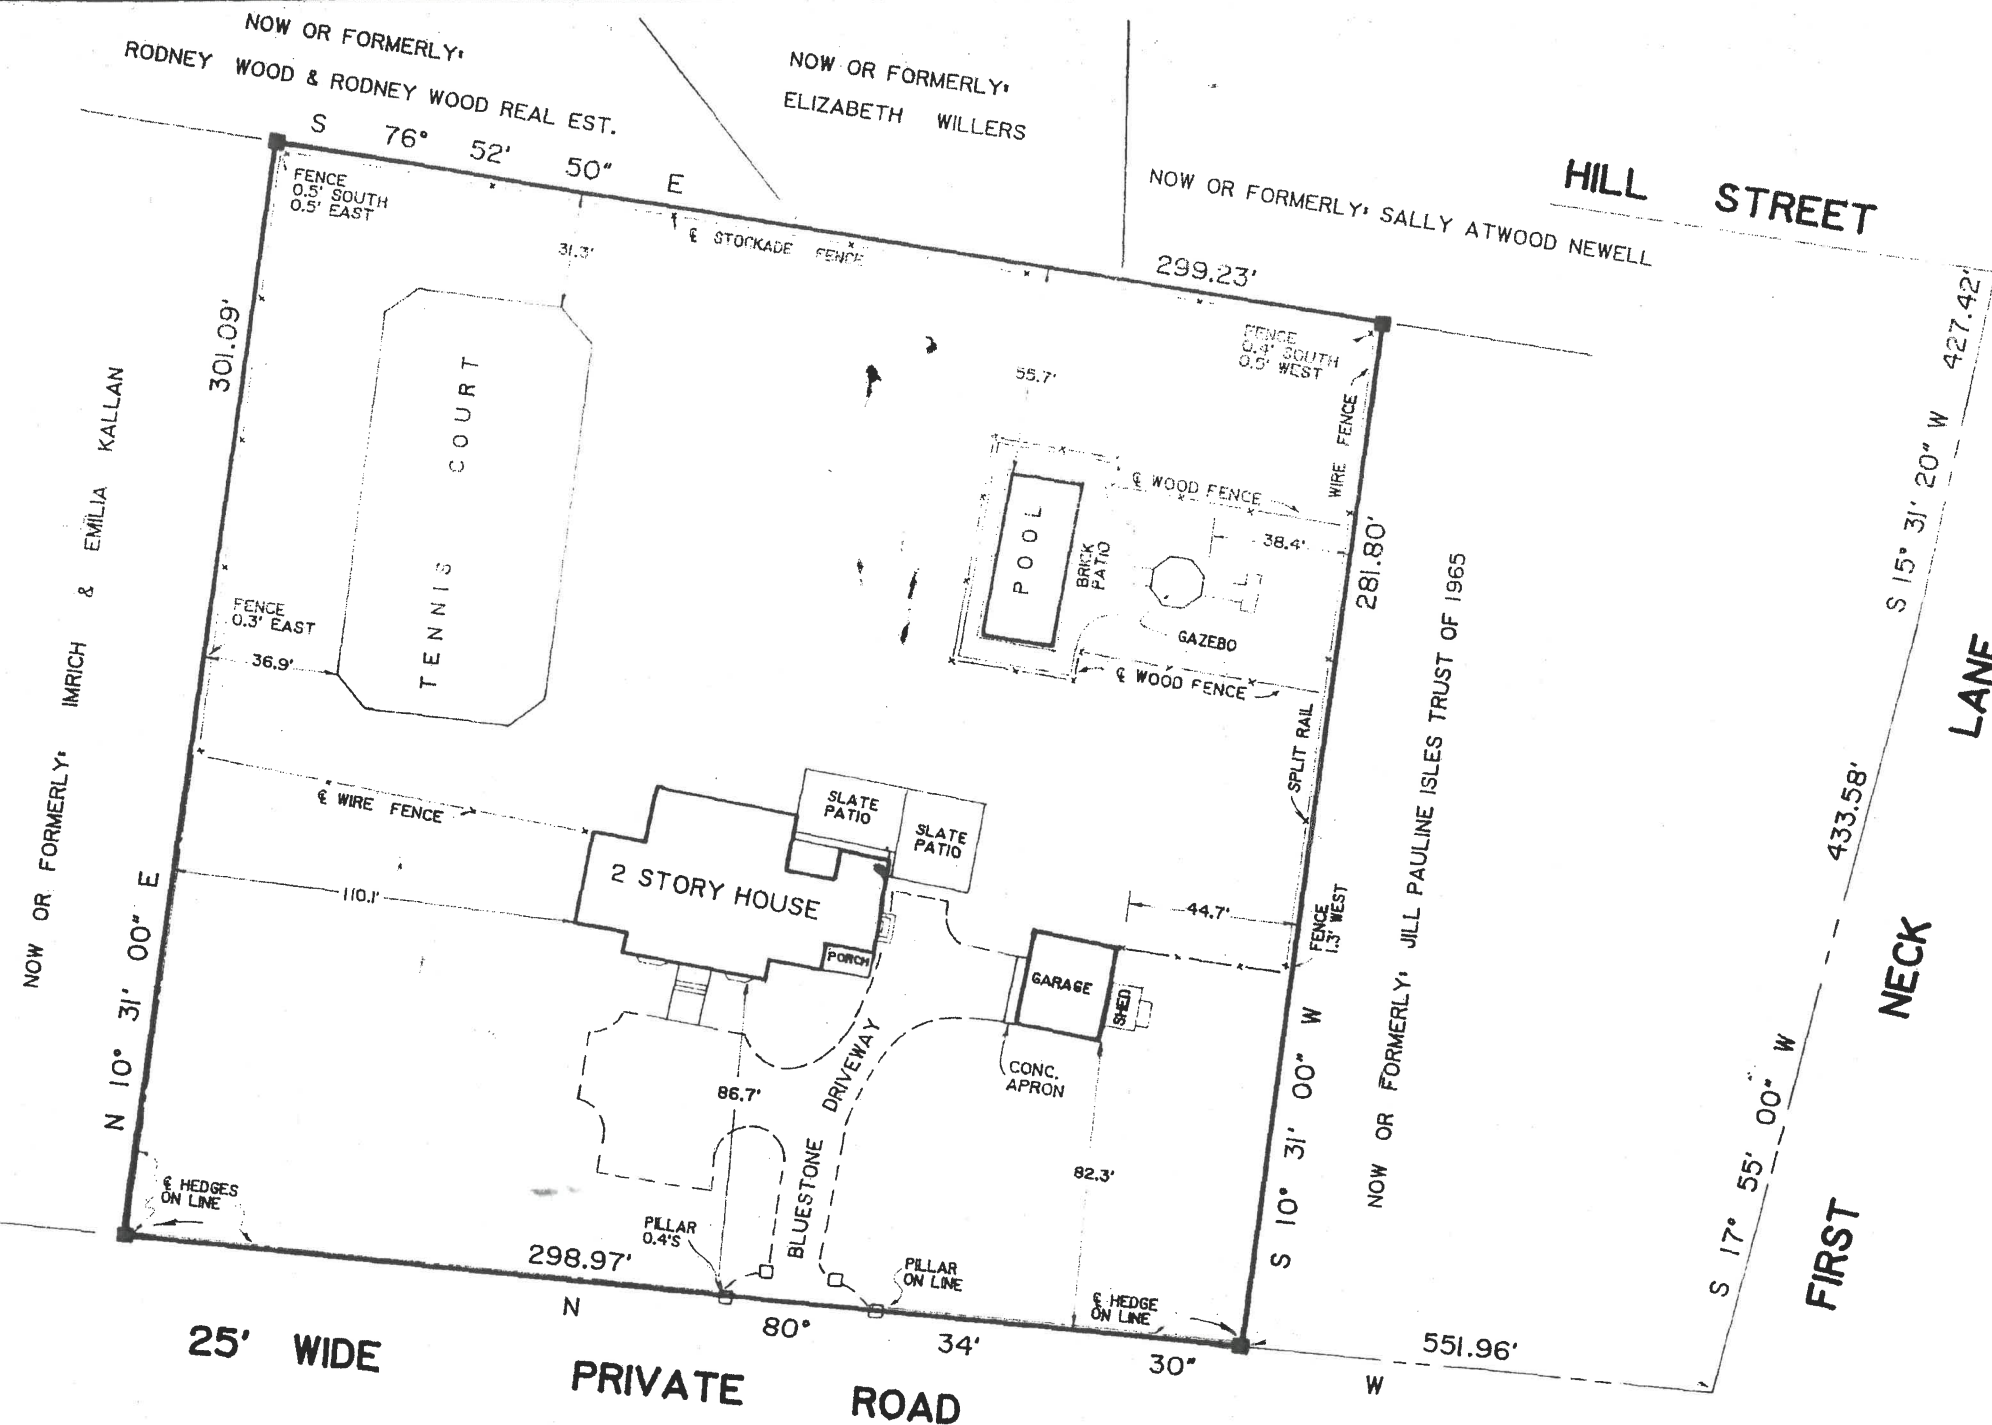 NOW OR FORMERLY:
RODNEY WOOD & RODNEY WOOD REAL EST.
NOW OR FORMERLY:
ELIZABETH WILLERS
NOW OR FORMERLY: SALLY ATWOOD NEWELL
HILL STREET
S 76° 52' 50" E
299.23'
FENCE
0.5' SOUTH
0.5' EAST
31.3'
℄ STOCKADE FENCE
FENCE
0.4' SOUTH
0.5' WEST
427.42'
S 15° 31' 20" W
301.09'
NOW OR FORMERLY: IMRICH & EMILIA KALLAN
TENNIS COURT
55.7'
WIRE FENCE
℄ WOOD FENCE
38.4'
POOL
BRICK
PATIO
GAZEBO
℄ WOOD FENCE
281.80'
NOW OR FORMERLY: JILL PAULINE ISLES TRUST OF 1965
FENCE
0.3' EAST
36.9'
SPLIT RAIL
℄ WIRE FENCE
SLATE
PATIO
SLATE
PATIO
2 STORY HOUSE
110.1'
PORCH
44.7'
FENCE
1.3' WEST
GARAGE
SHED
CONC.
APRON
N 10° 31' 00" E
86.7'
BLUESTONE DRIVEWAY
82.3'
S 10° 31' 00" W
433.58'
S 17° 55' 00" W
FIRST NECK LANE
℄ HEDGES
ON LINE
PILLAR
0.4'S
PILLAR
ON LINE
℄ HEDGE
ON LINE
298.97'
N 80° 34' 30" W
551.96'
25' WIDE PRIVATE ROAD